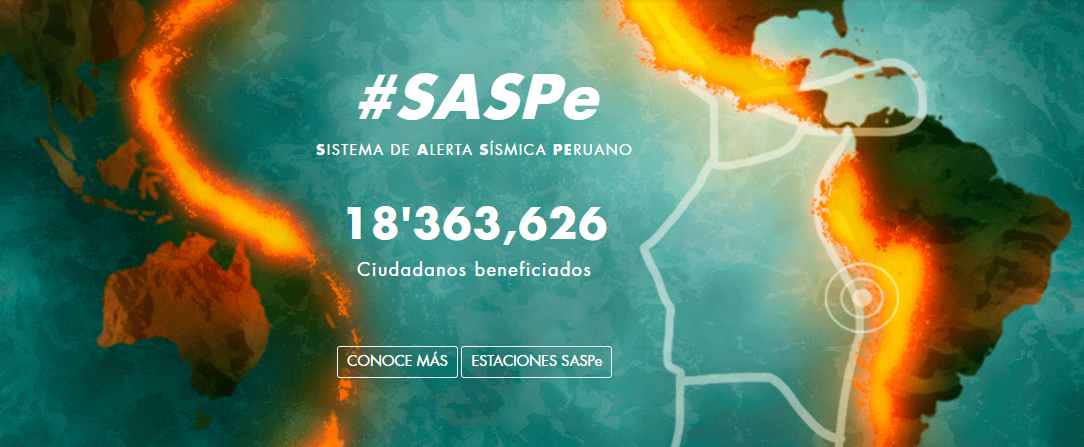 #SASPe
SISTEMA DE ALERTA SÍSMICA PERUANO
18'363,626
Ciudadanos beneficiados
CONOCE MÁS
ESTACIONES SASPe